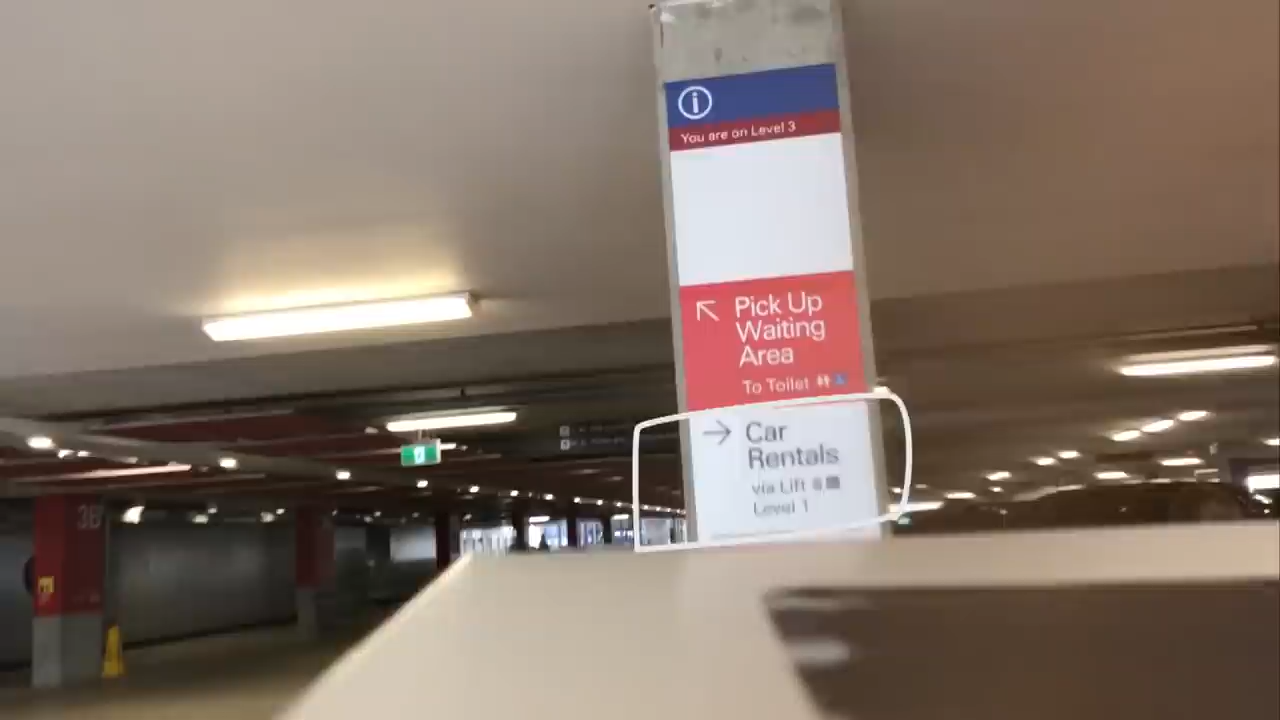 You are on Level 3
Pick Up
Waiting
Area
To Toilet
Car
Rentals
via Lift
Level 1